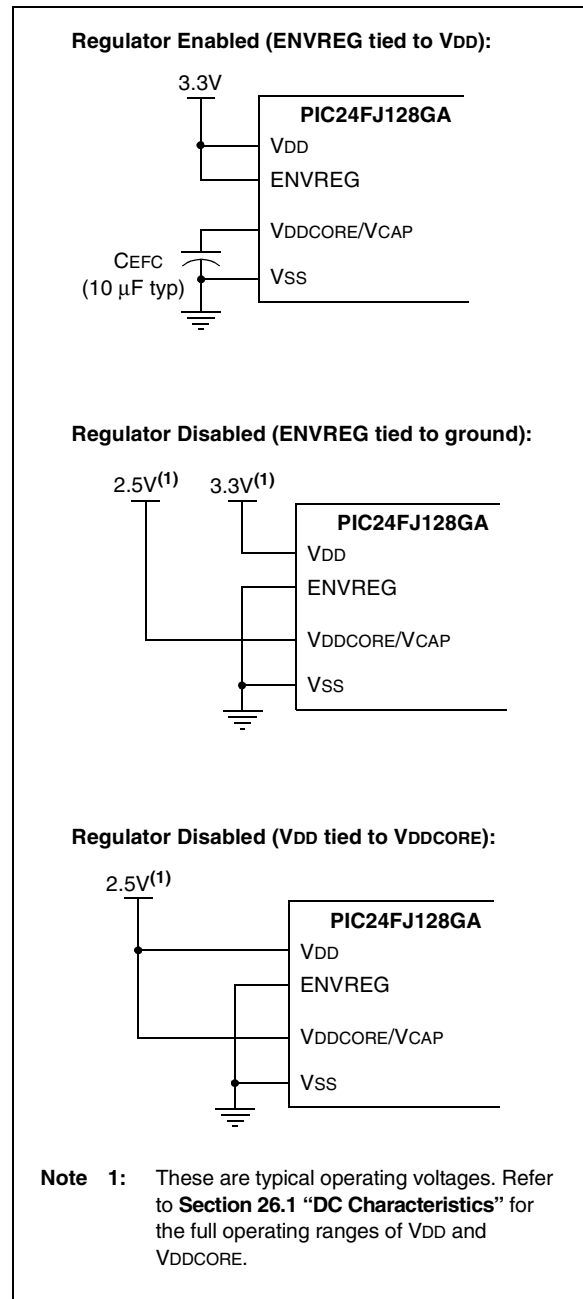 Regulator Enabled (ENVREG tied to VDD):
3.3V
PIC24FJ128GA
VDD
ENVREG
VDDCORE/VCAP
CEFC
(10 μF typ)
VSS
Regulator Disabled (ENVREG tied to ground):
2.5V(1) 3.3V(1)
PIC24FJ128GA
VDD
ENVREG
VDDCORE/VCAP
VSS
Regulator Disabled (VDD tied to VDDCORE):
2.5V(1)
PIC24FJ128GA
VDD
ENVREG
VDDCORE/VCAP
VSS
Note 1: These are typical operating voltages. Refer
to Section 26.1 “DC Characteristics” for
the full operating ranges of VDD and
VDDCORE.